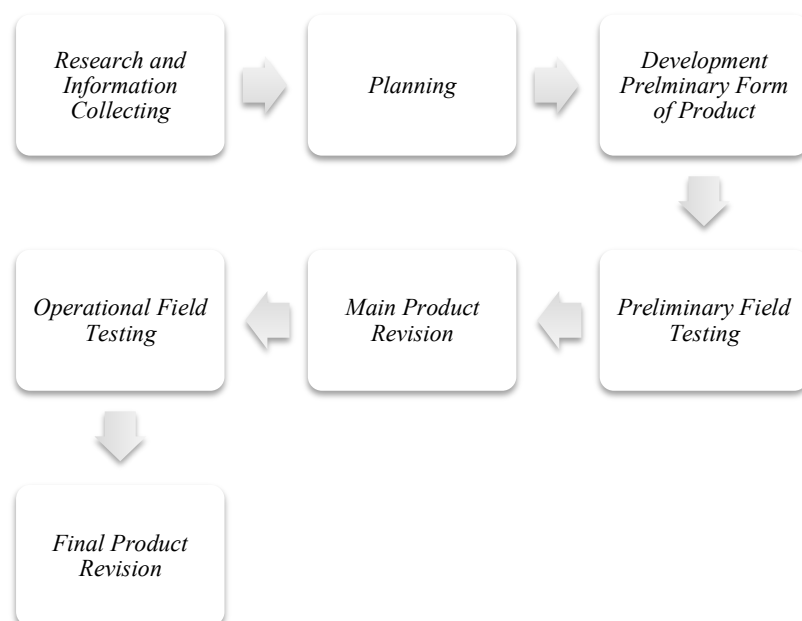 Research and
Information
Collecting
Planning
Development
Prelminary Form
of Product
Preliminary Field
Testing
Main Product
Revision
Operational Field
Testing
Final Product
Revision